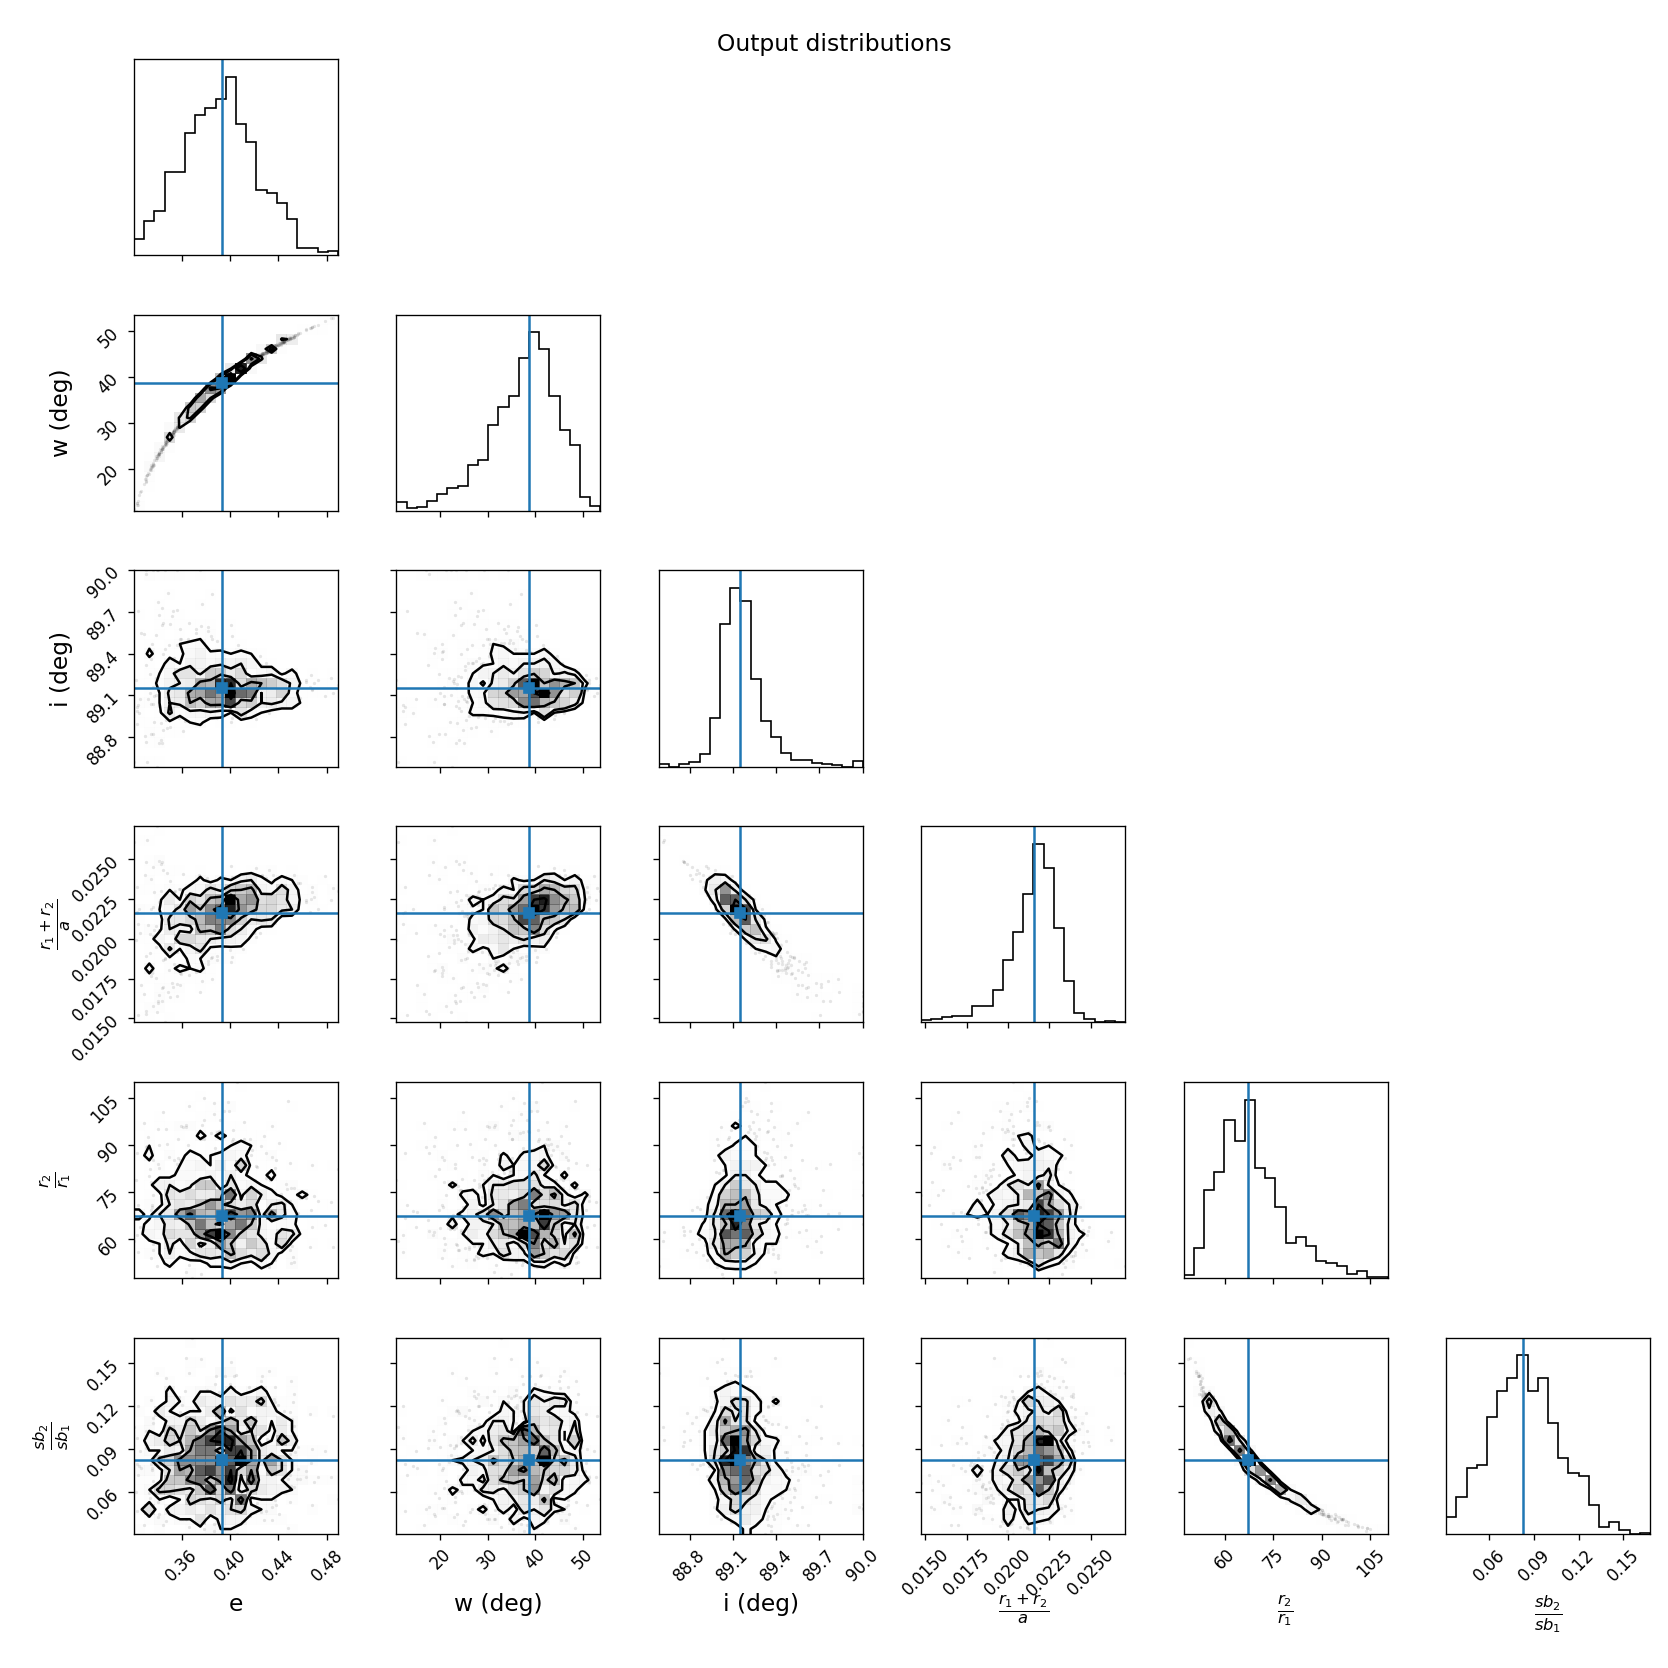 Output distributions
w (deg)
50
40
30
20
i (deg)
90.0
89.7
89.4
89.1
88.8
r₁ + r₂
a
0.0250
0.0225
0.0200
0.0175
0.0150
r₂
r₁
105
90
75
60
sb₂
sb₁
0.15
0.12
0.09
0.06
0.36 0.40 0.44 0.48
20 30 40 50
88.8 89.1 89.4 89.7 90.0
0.0150 0.0175 0.0200 0.0225 0.0250
60 75 90 105
0.06 0.09 0.12 0.15
e
w (deg)
i (deg)
r₁ + r₂
a
r₂
r₁
sb₂
sb₁